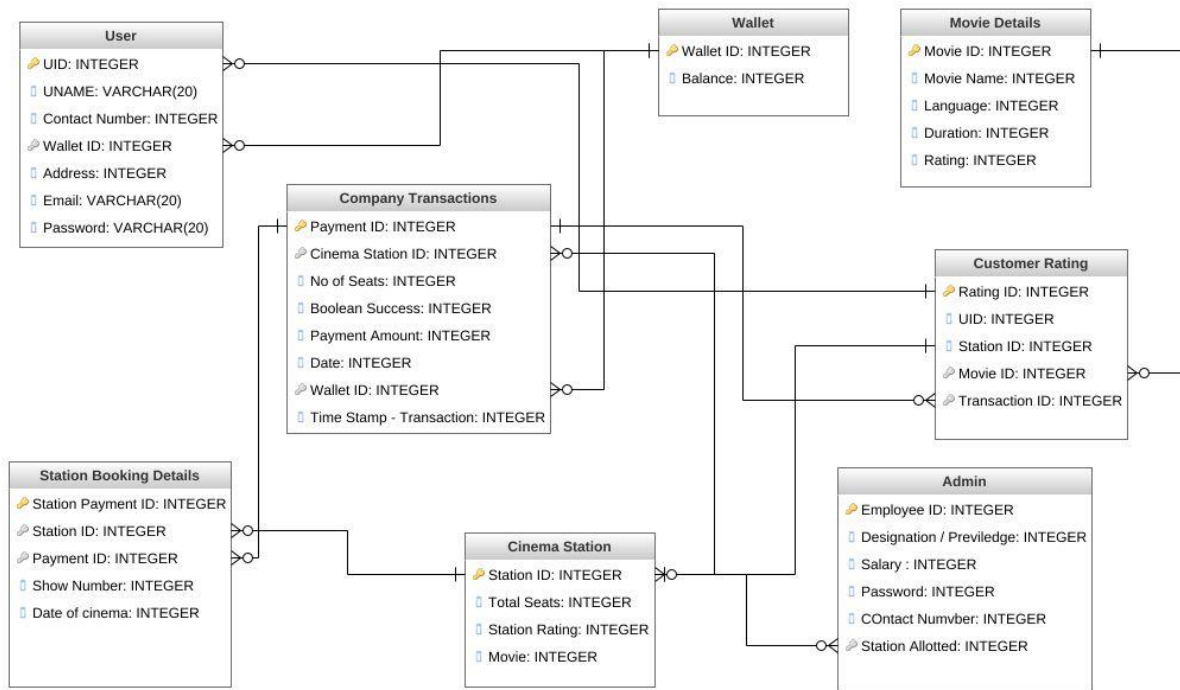 User
UID: INTEGER
UNAME: VARCHAR(20)
Contact Number: INTEGER
Wallet ID: INTEGER
Address: INTEGER
Email: VARCHAR(20)
Password: VARCHAR(20)
Wallet
Wallet ID: INTEGER
Balance: INTEGER
Movie Details
Movie ID: INTEGER
Movie Name: INTEGER
Language: INTEGER
Duration: INTEGER
Rating: INTEGER
Company Transactions
Payment ID: INTEGER
Cinema Station ID: INTEGER
No of Seats: INTEGER
Boolean Success: INTEGER
Payment Amount: INTEGER
Date: INTEGER
Wallet ID: INTEGER
Time Stamp - Transaction: INTEGER
Customer Rating
Rating ID: INTEGER
UID: INTEGER
Station ID: INTEGER
Movie ID: INTEGER
Transaction ID: INTEGER
Station Booking Details
Station Payment ID: INTEGER
Station ID: INTEGER
Payment ID: INTEGER
Show Number: INTEGER
Date of cinema: INTEGER
Cinema Station
Station ID: INTEGER
Total Seats: INTEGER
Station Rating: INTEGER
Movie: INTEGER
Admin
Employee ID: INTEGER
Designation / Previledge: INTEGER
Salary : INTEGER
Password: INTEGER
COntact Numvber: INTEGER
Station Allotted: INTEGER